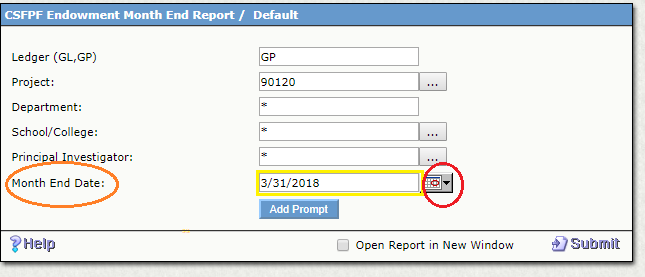 CSFPF Endowment Month End Report / Default
Ledger (GL,GP) GP
Project: 90120 ...
Department: *
School/College: * ...
Principal Investigator: * ...
Month End Date: 3/31/2018
Add Prompt
?Help Open Report in New Window Submit